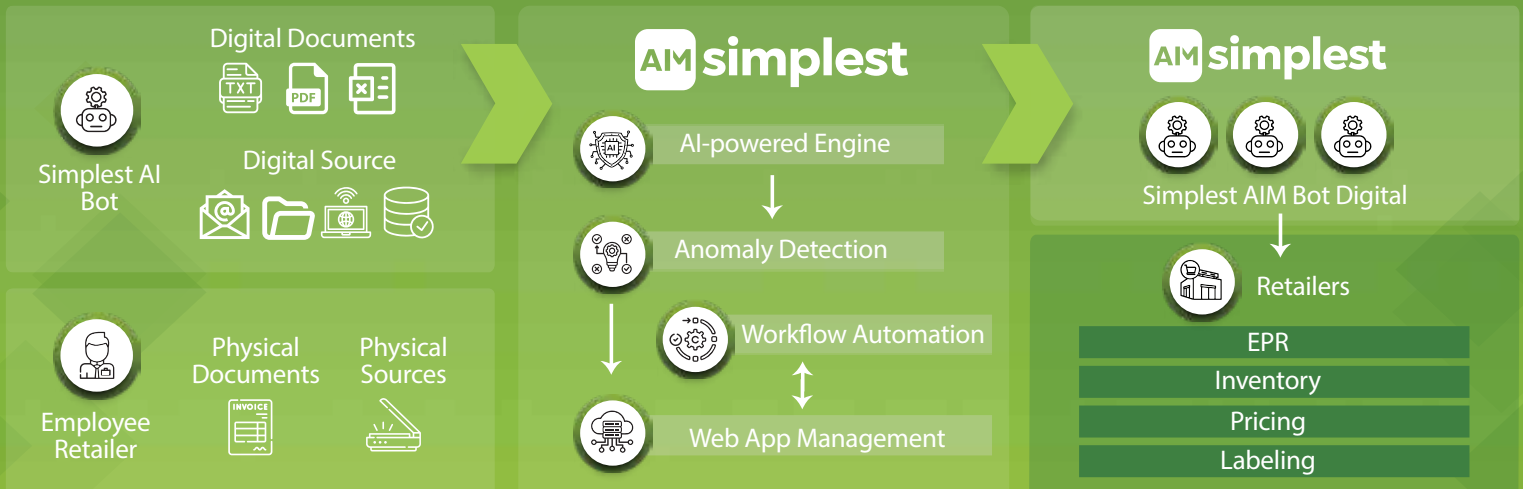 Digital Documents
TXT
PDF
Simplest AI
Bot
Digital Source
@
Employee
Retailer
Physical
Documents
INVOICE
Physical
Sources
AIM simplest
AI
AI-powered Engine
Anomaly Detection
C
Workflow Automation
Web App Management
AIM simplest
Simplest AIM Bot Digital
Retailers
EPR
Inventory
Pricing
Labeling